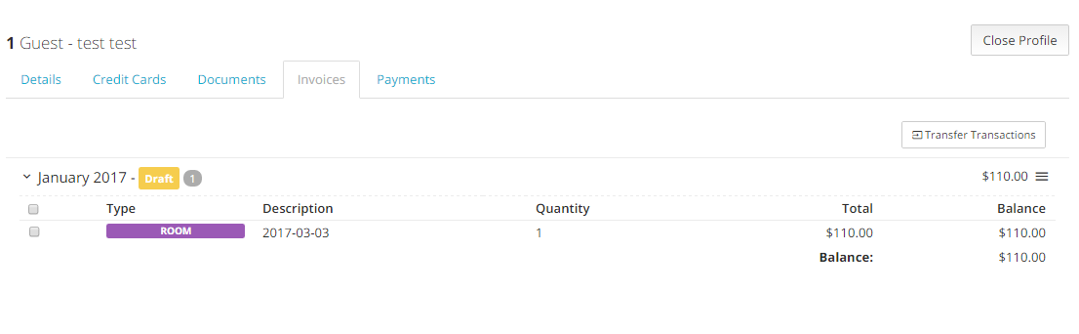 1 Guest - test test
Close Profile
Details Credit Cards Documents Invoices Payments
Transfer Transactions
January 2017 - Draft 1 $110.00
Type Description Quantity Total Balance
ROOM 2017-03-03 1 $110.00 $110.00
Balance: $110.00